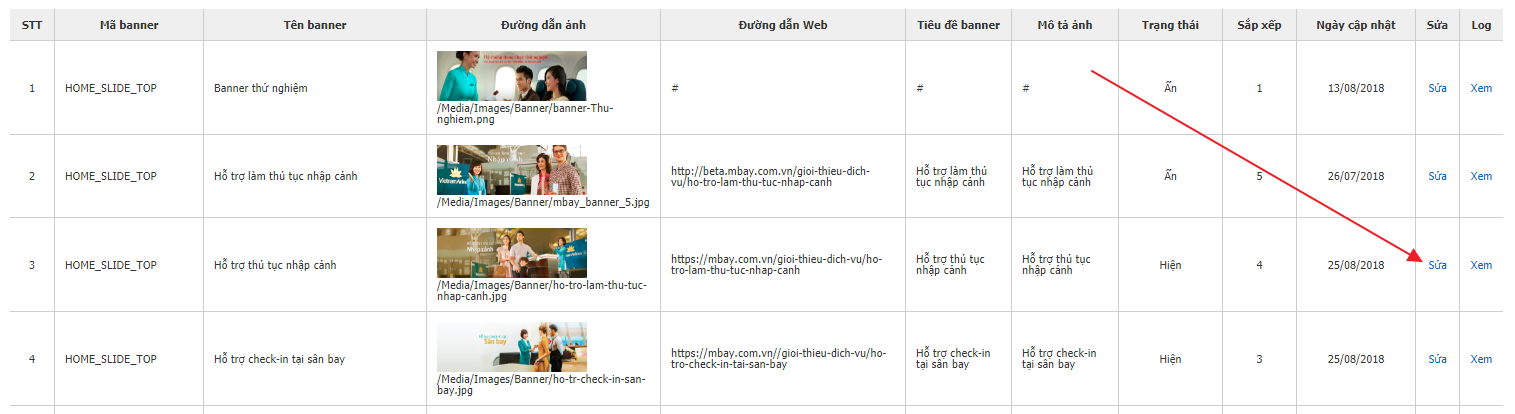 STT Mã banner Tên banner Đường dẫn ảnh Đường dẫn Web Tiêu đề banner Mô tả ảnh Trạng thái Sắp xếp Ngày cập nhật Sửa Log
1 HOME_SLIDE_TOP Banner thử nghiệm
/Media/Images/Banner/banner-Thu-
nghiem.png
# # # Ẩn 1 13/08/2018 Sửa Xem
2 HOME_SLIDE_TOP Hỗ trợ làm thủ tục nhập cảnh
Nhập cảnh
/Media/Images/Banner/mbay_banner_5.jpg
http://beta.mbay.com.vn/gioi-thieu-dich-
vu/ho-tro-lam-thu-tuc-nhap-canh
Hỗ trợ làm thủ
tục nhập cảnh
Hỗ trợ làm thủ
tục nhập cảnh
Ẩn 5 26/07/2018 Sửa Xem
3 HOME_SLIDE_TOP Hỗ trợ thủ tục nhập cảnh
Nhập cảnh
/Media/Images/Banner/ho-tro-lam-thu-tuc-
nhap-canh.jpg
https://mbay.com.vn/gioi-thieu-dich-vu/ho-
tro-lam-thu-tuc-nhap-canh
Hỗ trợ thủ tục
nhập cảnh
Hỗ trợ thủ tục
nhập cảnh
Hiện 4 25/08/2018 Sửa Xem
4 HOME_SLIDE_TOP Hỗ trợ check-in tại sân bay
Sân bay
/Media/Images/Banner/ho-tr-check-in-san-
bay.jpg
https://mbay.com.vn//gioi-thieu-dich-vu/ho-
tro-check-in-tai-san-bay
Hỗ trợ check-in
tại sân bay
Hỗ trợ check-in
tại sân bay
Hiện 3 25/08/2018 Sửa Xem